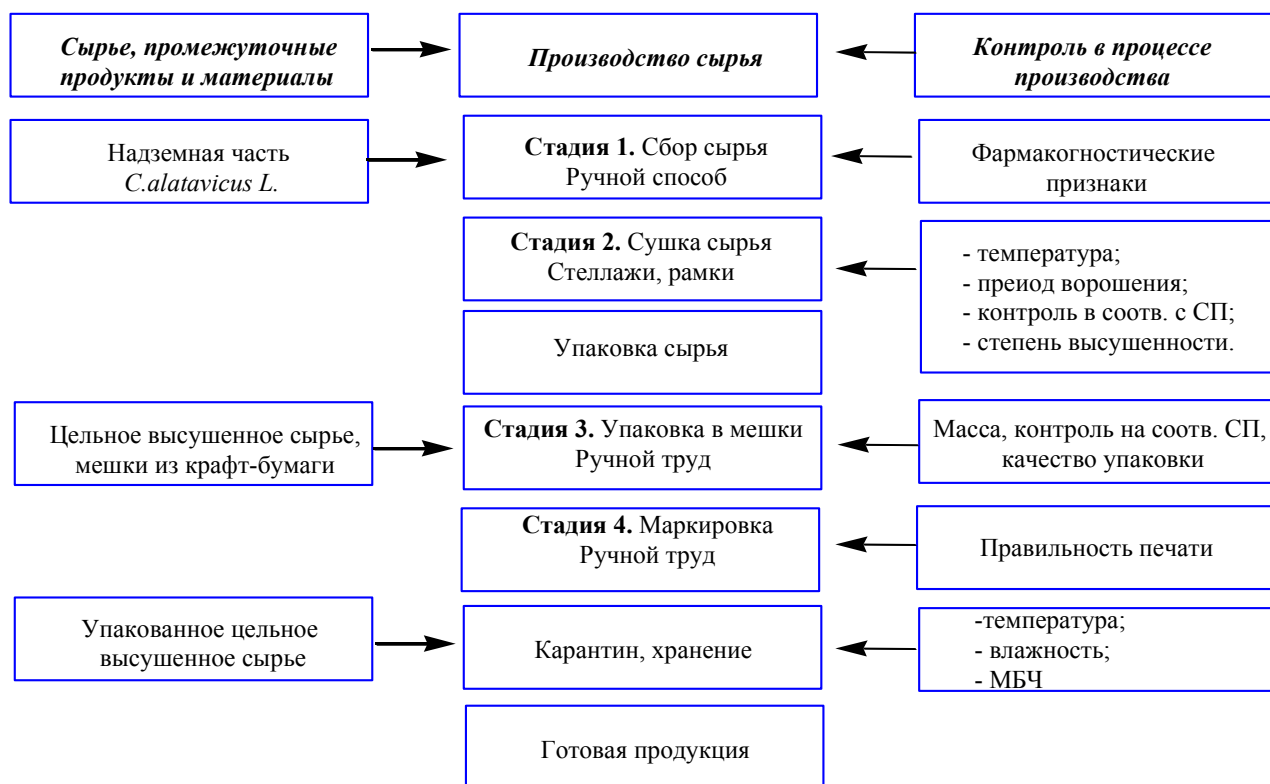 Сырье, промежуточные
продукты и материалы
Производство сырья
Контроль в процессе
производства
Надземная часть
C.alatavicus L.
Стадия 1. Сбор сырья
Ручной способ
Фармакогностические
признаки
Стадия 2. Сушка сырья
Стеллажи, рамки
- температура;
- преиод ворошения;
- контроль в соотв. с СП;
- степень высушенности.
Упаковка сырья
Цельное высушенное сырье,
мешки из крафт-бумаги
Стадия 3. Упаковка в мешки
Ручной труд
Масса, контроль на соотв. СП,
качество упаковки
Стадия 4. Маркировка
Ручной труд
Правильность печати
Упакованное цельное
высушенное сырье
Карантин, хранение
-температура;
- влажность;
- МБЧ
Готовая продукция